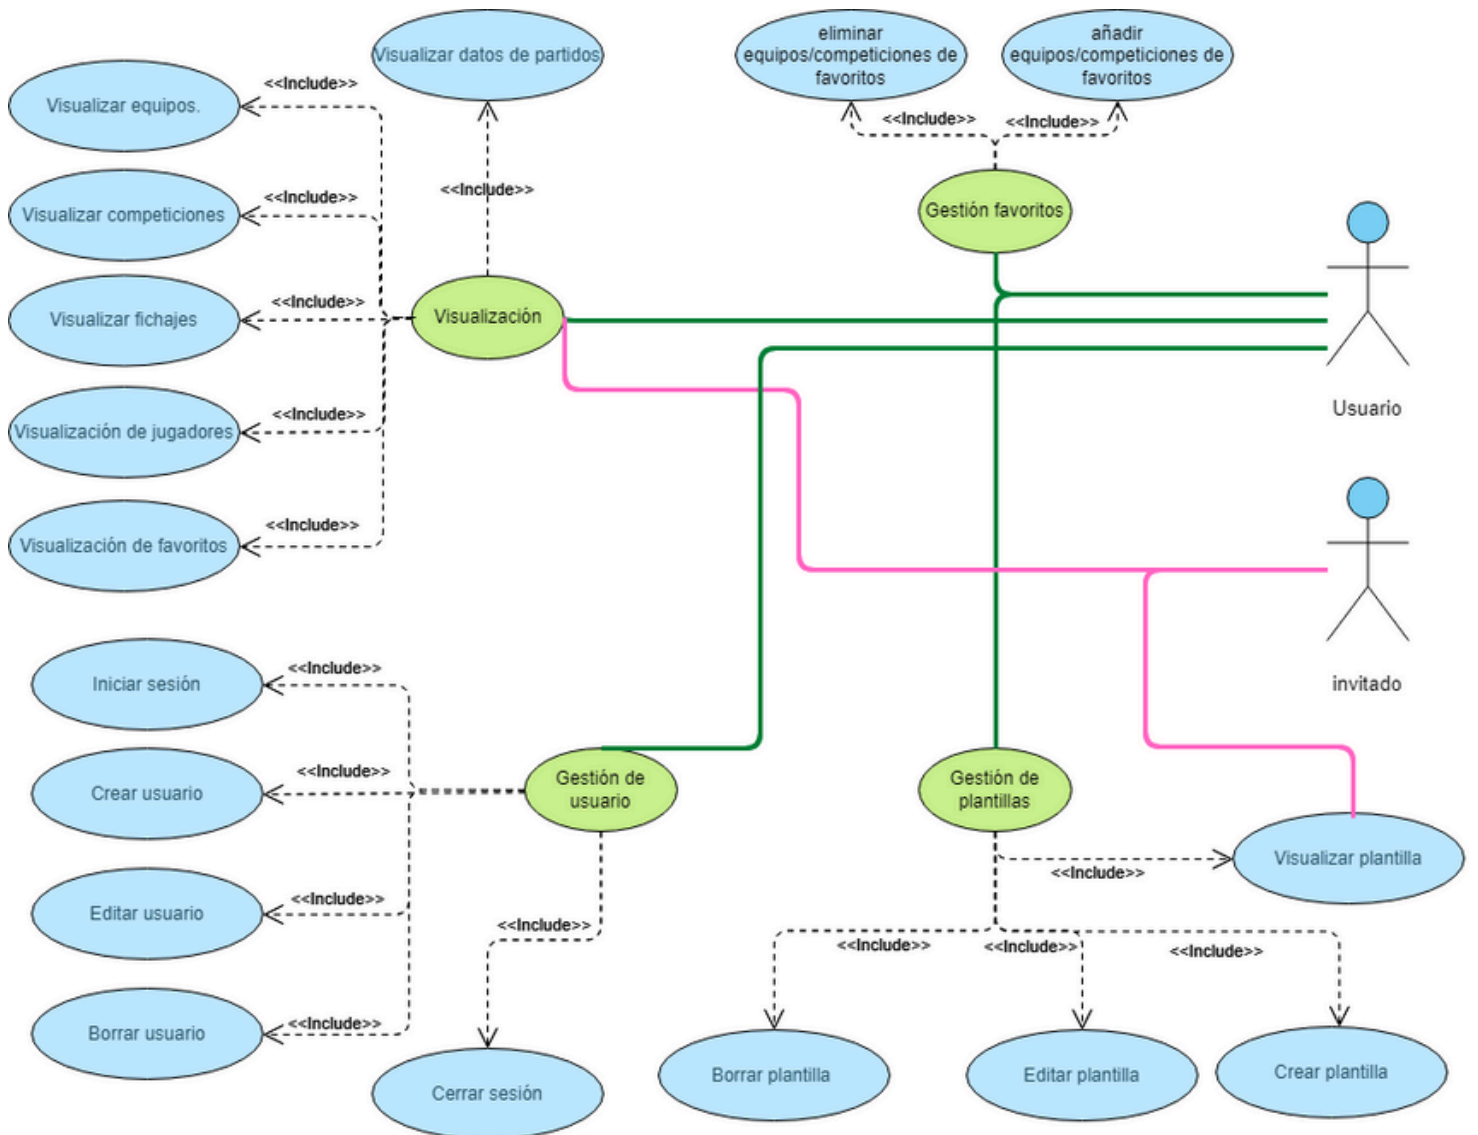 Visualizar datos de partidos
eliminar
equipos/competiciones de
favoritos
añadir
equipos/competiciones de
favoritos
<<Include>>
Visualizar equipos.
<<Include>>
<<Include>>
<<Include>>
<<Include>>
Visualizar competiciones
<<Include>>
Gestión favoritos
Visualizar fichajes
<<Include>>
Visualización
Usuario
<<Include>>
Visualización de jugadores
<<Include>>
Visualización de favoritos
invitado
<<Include>>
Iniciar sesión
<<Include>>
Crear usuario
Gestión de
usuario
Gestión de
plantillas
<<Include>>
Visualizar plantilla
<<Include>>
Editar usuario
<<Include>>
<<Include>>
<<Include>>
<<Include>>
<<Include>>
Borrar usuario
Cerrar sesión
Borrar plantilla
Editar plantilla
Crear plantilla